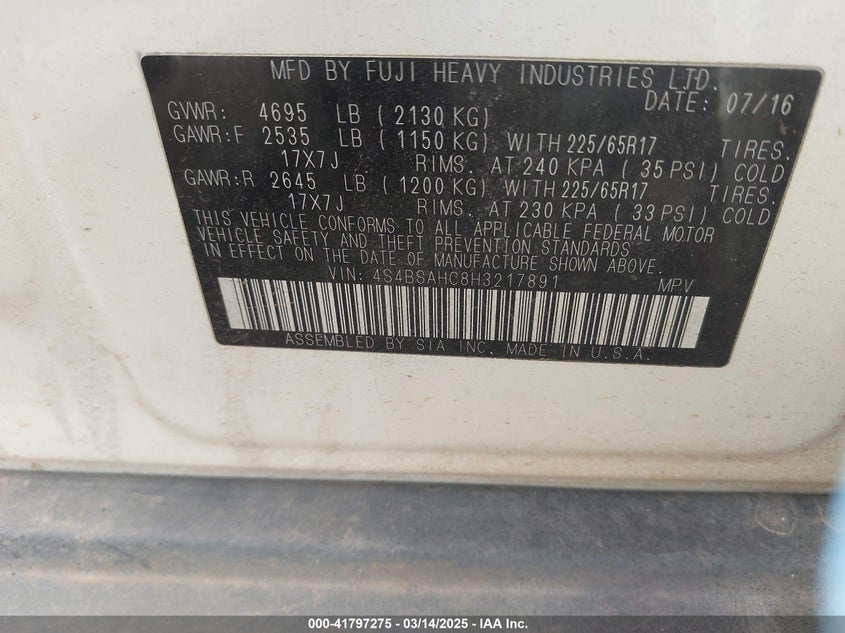 MFD BY FUJI HEAVY INDUSTRIES LTD.
DATE: 07/16
GVWR: 4695 LB ( 2130 KG)
GAWR:F 2535 LB ( 1150 KG) WITH 225/65R17 TIRES.
17X7J RIMS. AT 240 KPA ( 35 PSI) COLD
GAWR:R 2645 LB ( 1200 KG) WITH 225/65R17 TIRES.
17X7J RIMS. AT 230 KPA ( 33 PSI) COLD
THIS VEHICLE CONFORMS TO ALL APPLICABLE FEDERAL MOTOR
VEHICLE SAFETY AND THEFT PREVENTION STANDARDS
IN EFFECT ON THE DATE OF MANUFACTURE SHOWN ABOVE.
VIN: 4S4BSAHC8H3217891 MPV
ASSEMBLED BY SIA INC. MADE IN U.S.A.
000-41797275 - 03/14/2025 - IAA Inc.